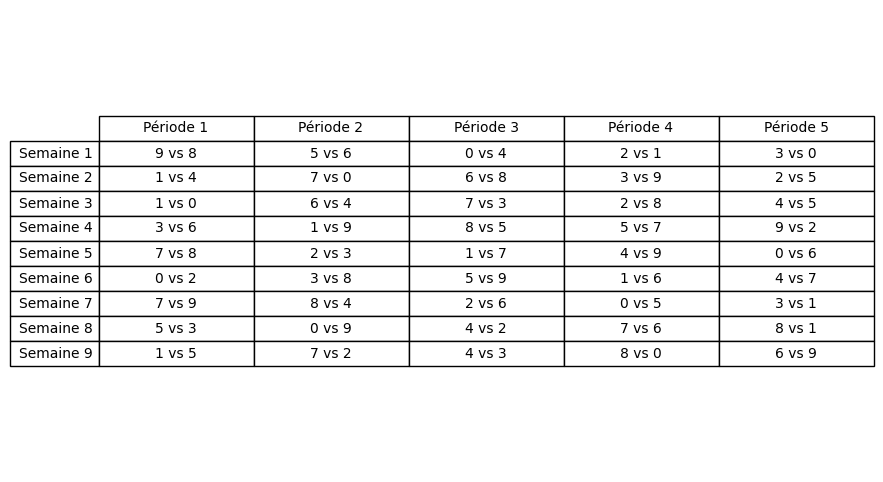 Période 1 Période 2 Période 3 Période 4 Période 5
Semaine 1 9 vs 8 5 vs 6 0 vs 4 2 vs 1 3 vs 0
Semaine 2 1 vs 4 7 vs 0 6 vs 8 3 vs 9 2 vs 5
Semaine 3 1 vs 0 6 vs 4 7 vs 3 2 vs 8 4 vs 5
Semaine 4 3 vs 6 1 vs 9 8 vs 5 5 vs 7 9 vs 2
Semaine 5 7 vs 8 2 vs 3 1 vs 7 4 vs 9 0 vs 6
Semaine 6 0 vs 2 3 vs 8 5 vs 9 1 vs 6 4 vs 7
Semaine 7 7 vs 9 8 vs 4 2 vs 6 0 vs 5 3 vs 1
Semaine 8 5 vs 3 0 vs 9 4 vs 2 7 vs 6 8 vs 1
Semaine 9 1 vs 5 7 vs 2 4 vs 3 8 vs 0 6 vs 9